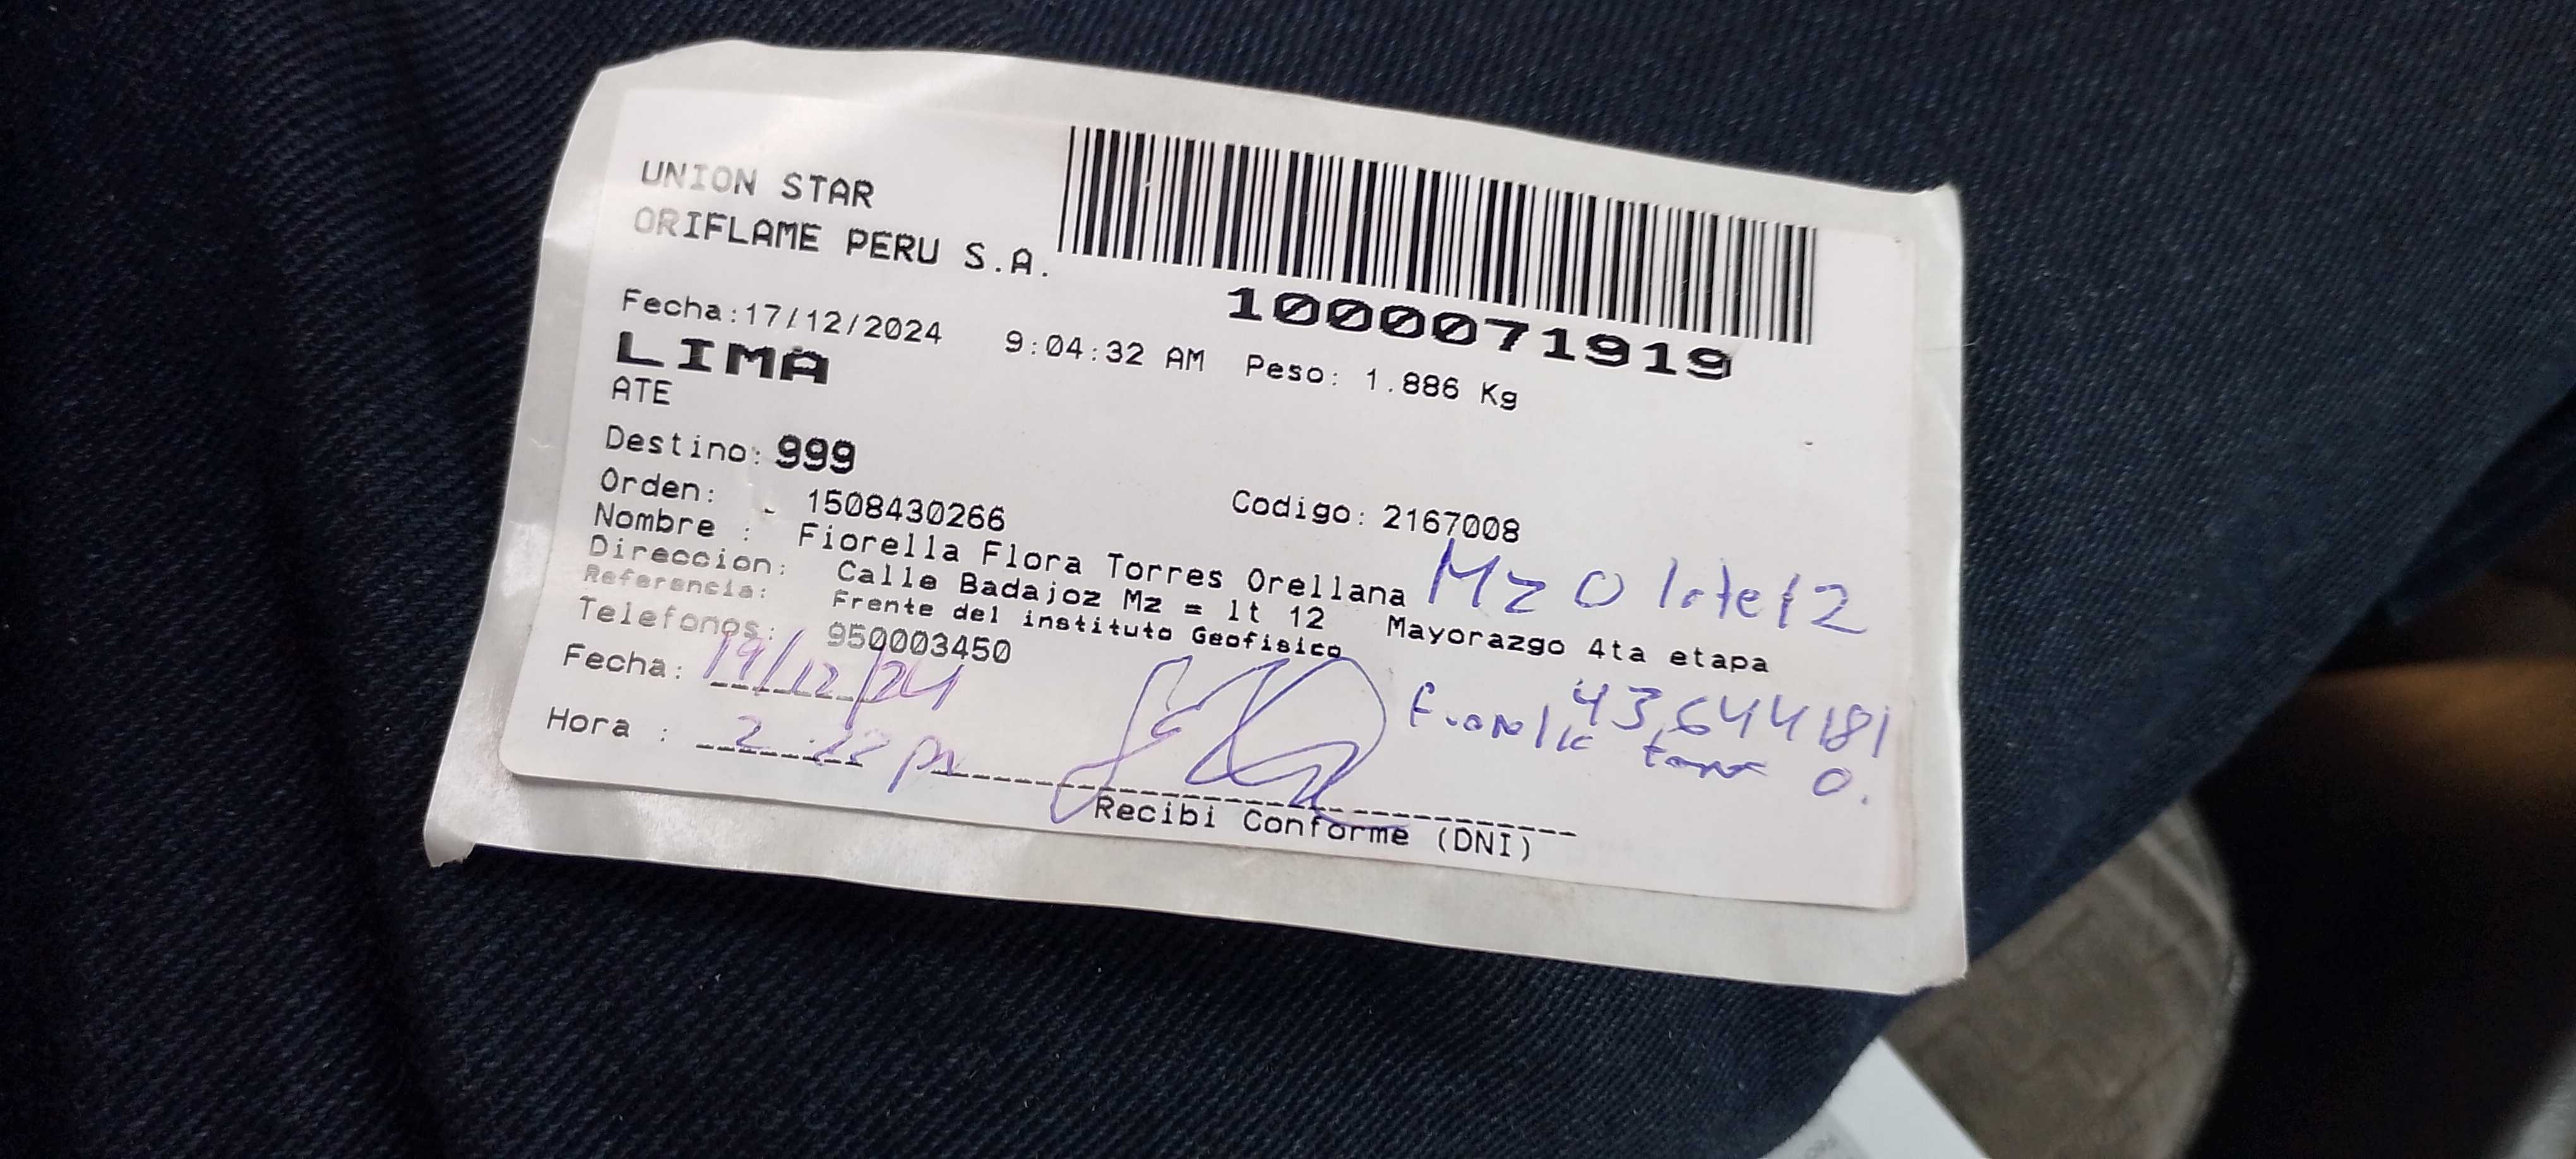 UNION STAR
ORIFLAME PERU S.A.
1000071919
Fecha:17/12/2024 9:04:32 AM Peso: 1.886 Kg
LIMA
ATE
Destino: 999
Orden: 1508430266 Codigo: 2167008
Nombre : Fiorella Flora Torres Orellana Mz O lote 12
Direccion: Calle Badajoz Mz = lt 12 Mayorazgo 4ta etapa
Referencia: Frente del instituto Geofisico
Telefonos: 950003450
Fecha: 19/12/24 43644181
Hora : 2 pm O.
Recibi Conforme (DNI)